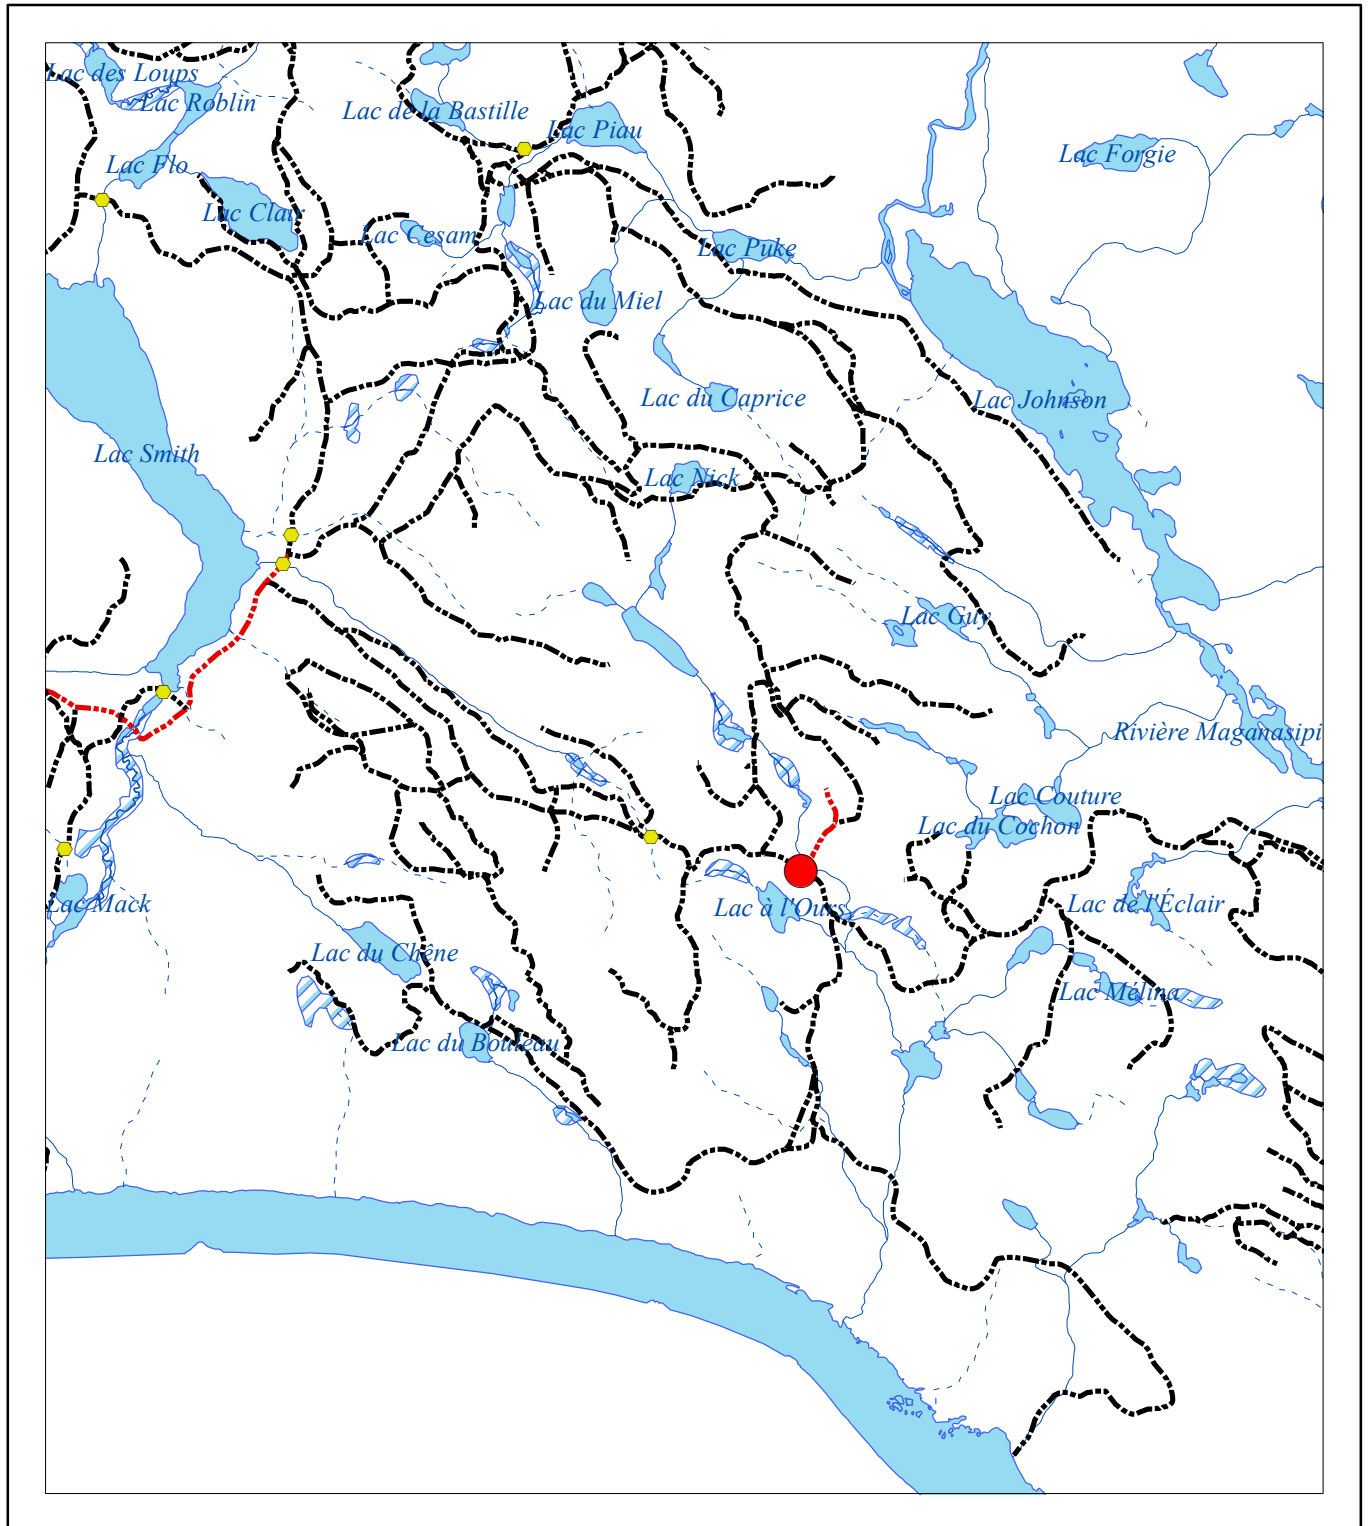 Lac des Loups
Lac Roblin
Lac de la Bastille
Lac Piau
Lac Forgie
Lac Flo
Lac Clair
Lac Cesam
Lac Puke
Lac du Miel
Lac du Caprice
Lac Johnson
Lac Smith
Lac Nick
Lac Guy
Rivière Maganasipi
Lac Couture
Lac du Cochon
Lac Mack
Lac à l'Ours
Lac de l'Éclair
Lac du Chêne
Lac Mélina
Lac du Bouleau